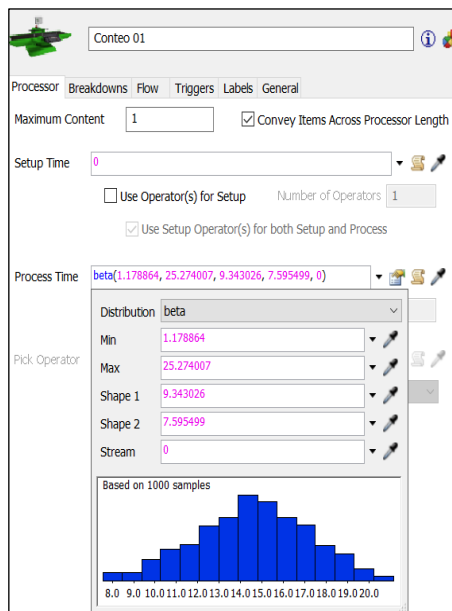 Conteo 01
Processor Breakdowns Flow Triggers Labels General
Maximum Content 1 Convey Items Across Processor Length
Setup Time 0
Use Operator(s) for Setup Number of Operators 1
Use Setup Operator(s) for both Setup and Process
Process Time beta(1.178864, 25.274007, 9.343026, 7.595499, 0)
Distribution beta
Min 1.178864
Pick Operator
Max 25.274007
Shape 1 9.343026
Shape 2 7.595499
Stream 0
Based on 1000 samples
8.0 9.0 10.0 11.0 12.0 13.0 14.0 15.0 16.0 17.0 18.0 19.0 20.0